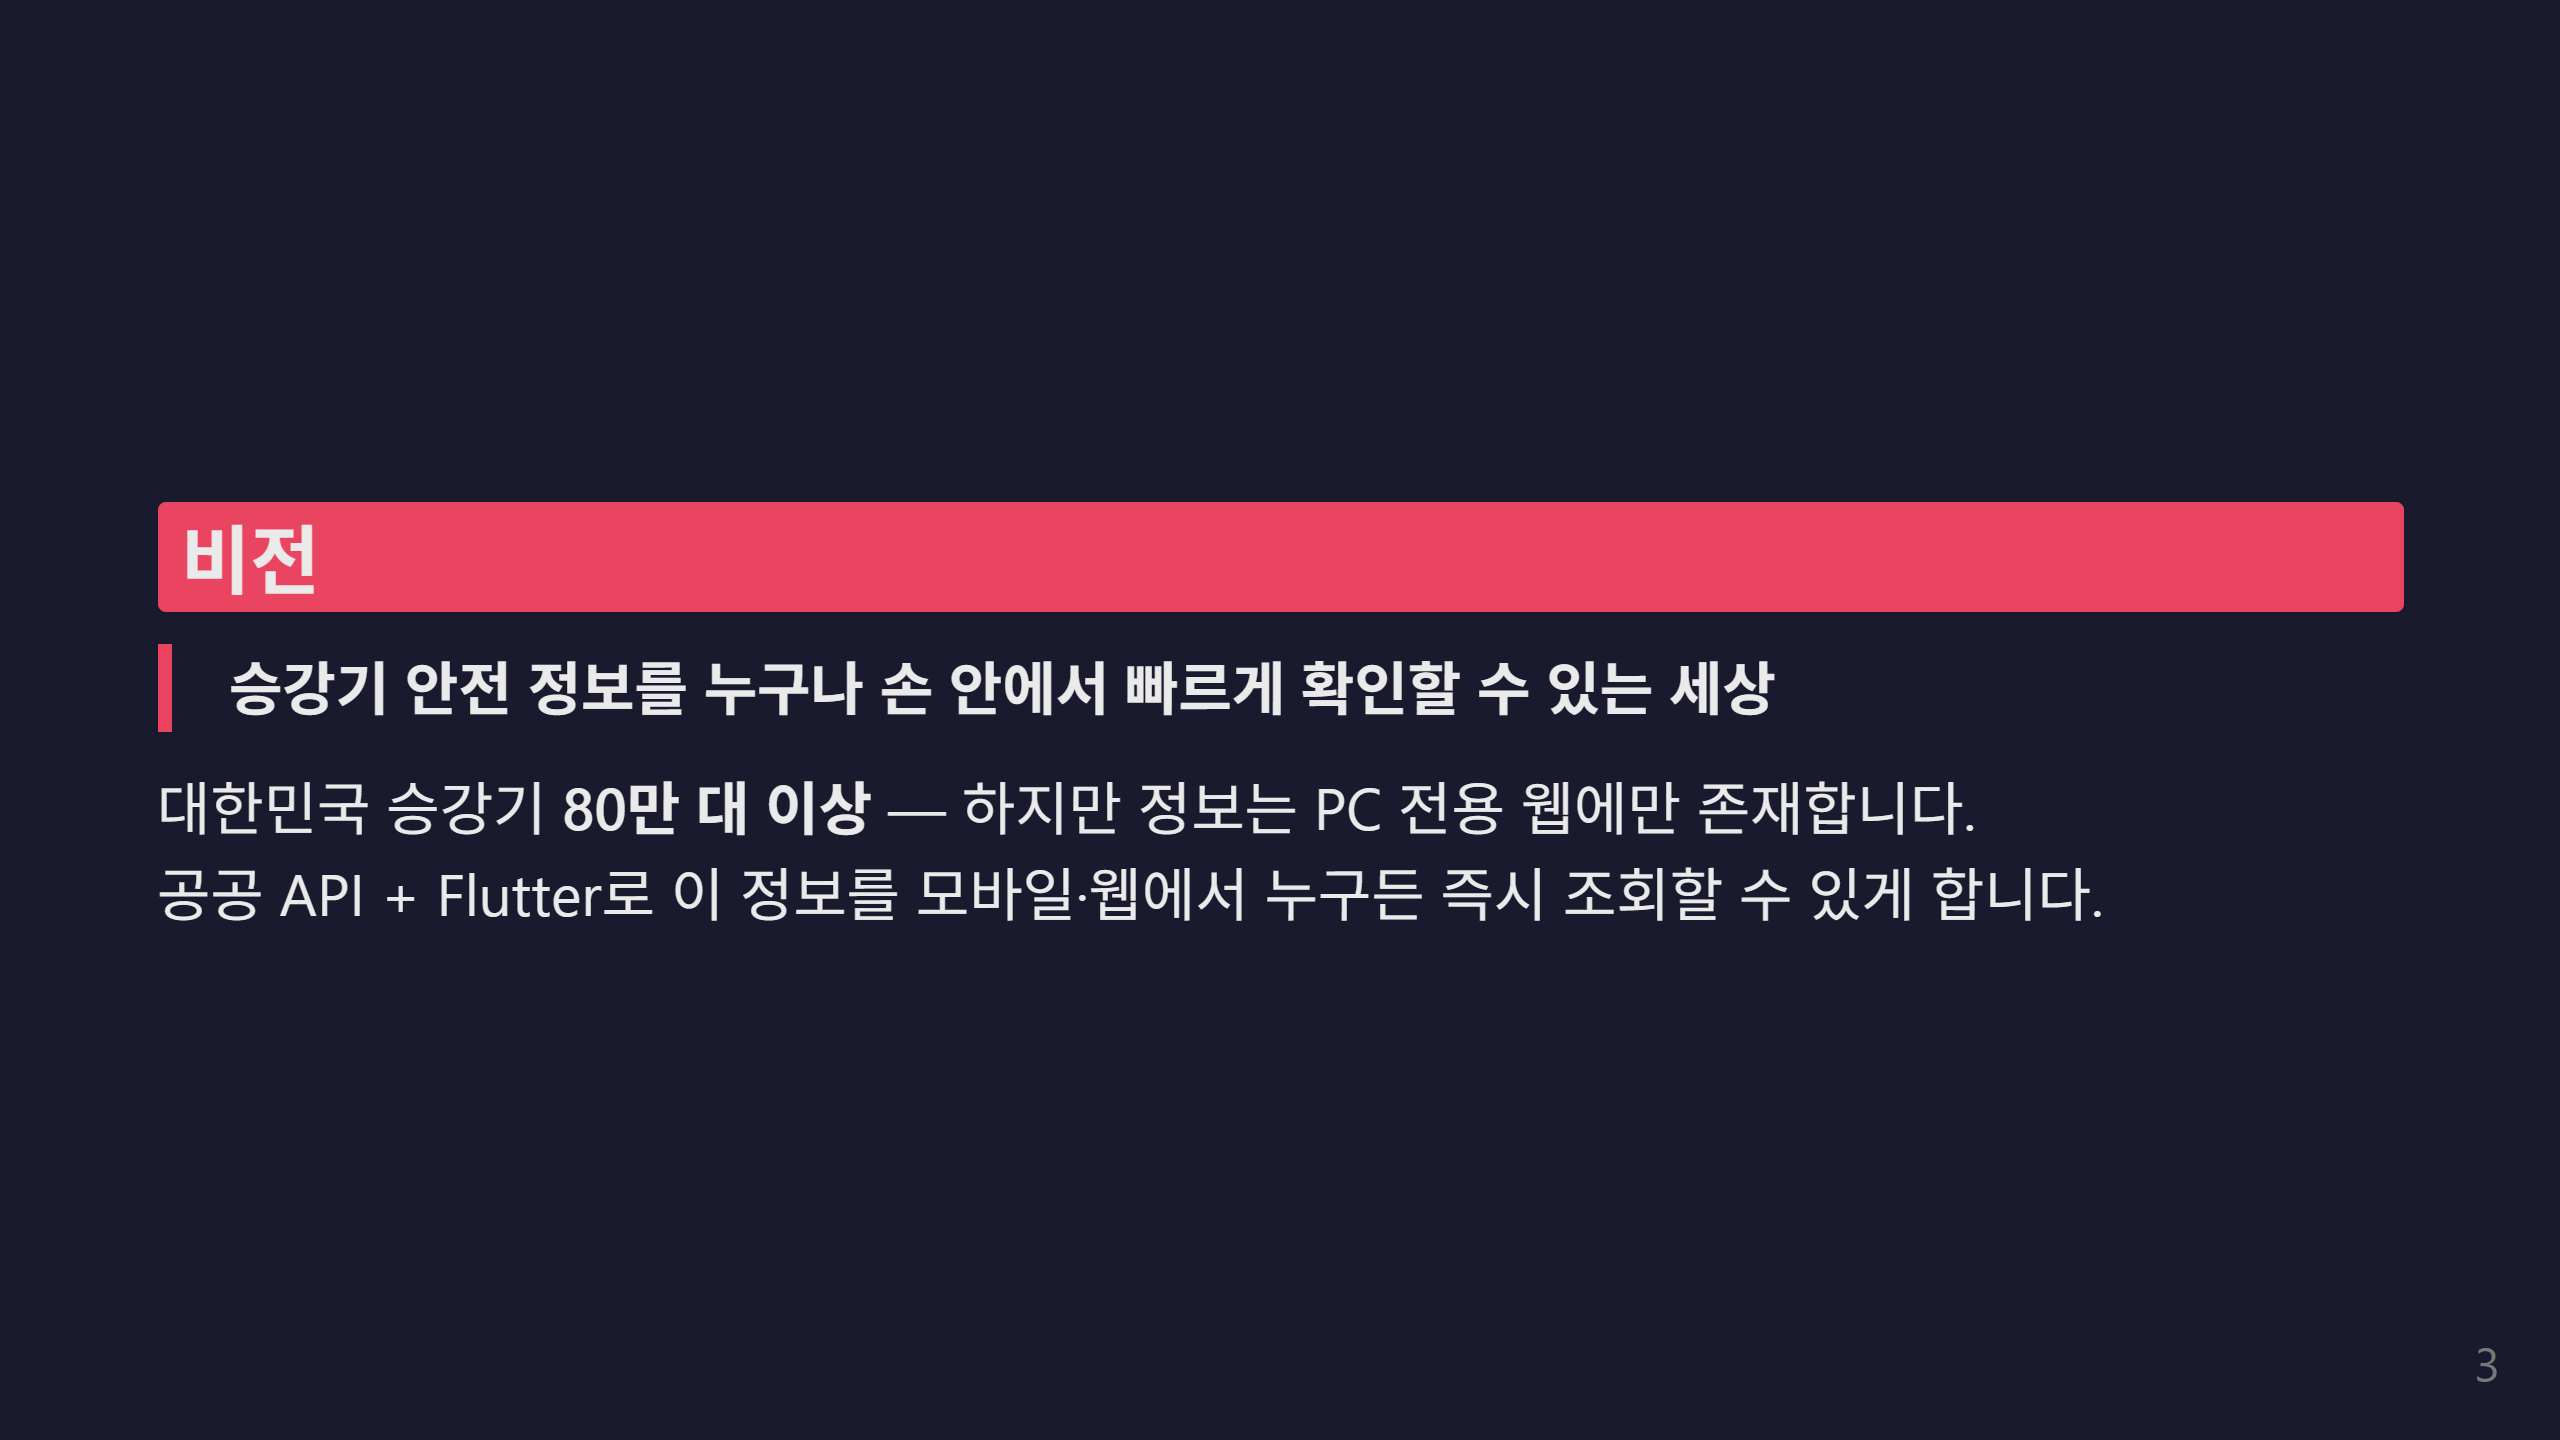 비전
승강기 안전 정보를 누구나 손 안에서 빠르게 확인할 수 있는 세상
대한민국 승강기 80만 대 이상 — 하지만 정보는 PC 전용 웹에만 존재합니다.
공공 API + Flutter로 이 정보를 모바일·웹에서 누구든 즉시 조회할 수 있게 합니다.
3